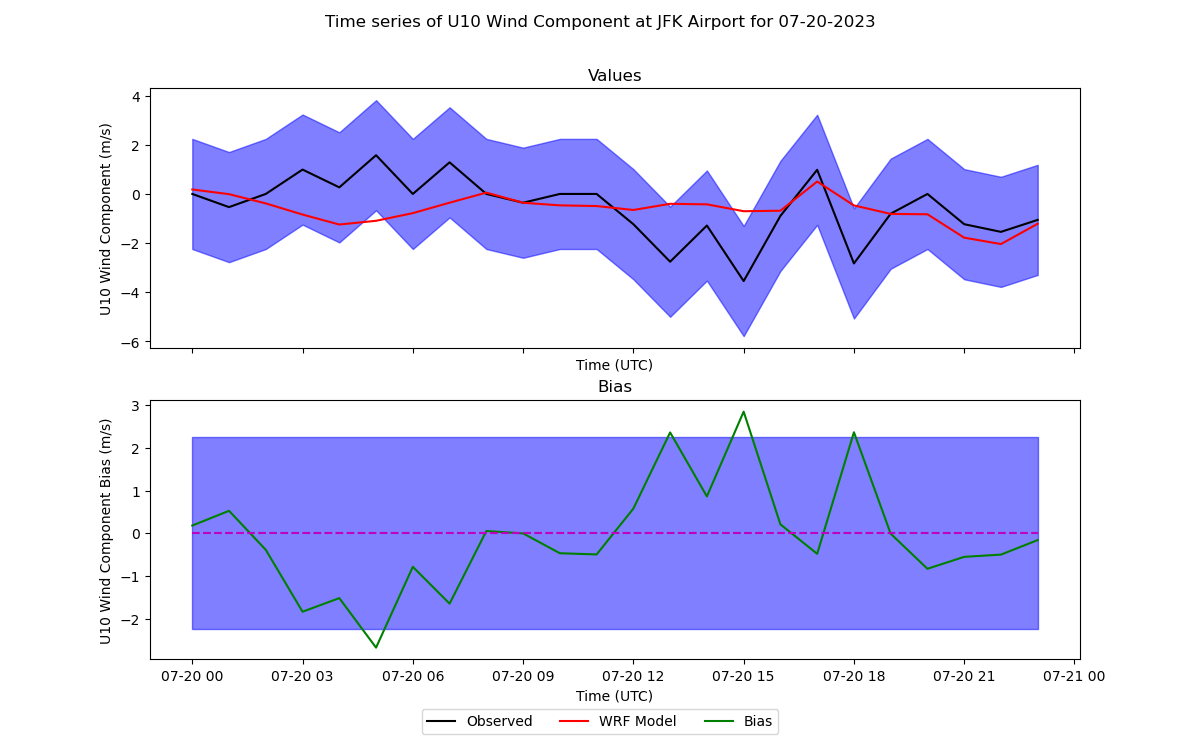 Time series of U10 Wind Component at JFK Airport for 07-20-2023
Values
U10 Wind Component (m/s)
4
2
0
−2
−4
−6
Time (UTC)
Bias
U10 Wind Component Bias (m/s)
3
2
1
0
−1
−2
07-20 00 07-20 03 07-20 06 07-20 09 07-20 12 07-20 15 07-20 18 07-20 21 07-21 00
Time (UTC)
Observed WRF Model Bias